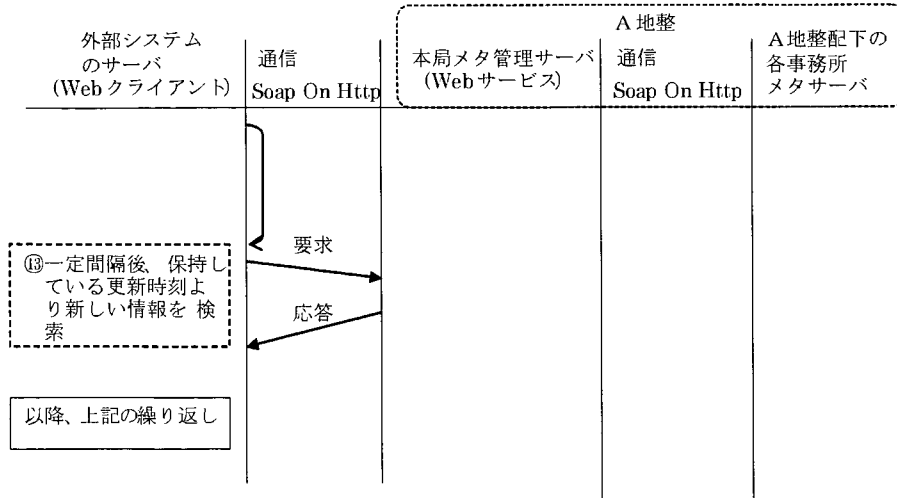 A地整
外部システム
のサーバ
(Webクライアント)
通信
Soap On Http
本局メタ管理サーバ
(Webサービス)
通信
Soap On Http
A地整配下の
各事務所
メタサーバ
要求
⑬一定間隔後、保持し
ている更新時刻よ
り新しい情報を 検
索
応答
以降、上記の繰り返し